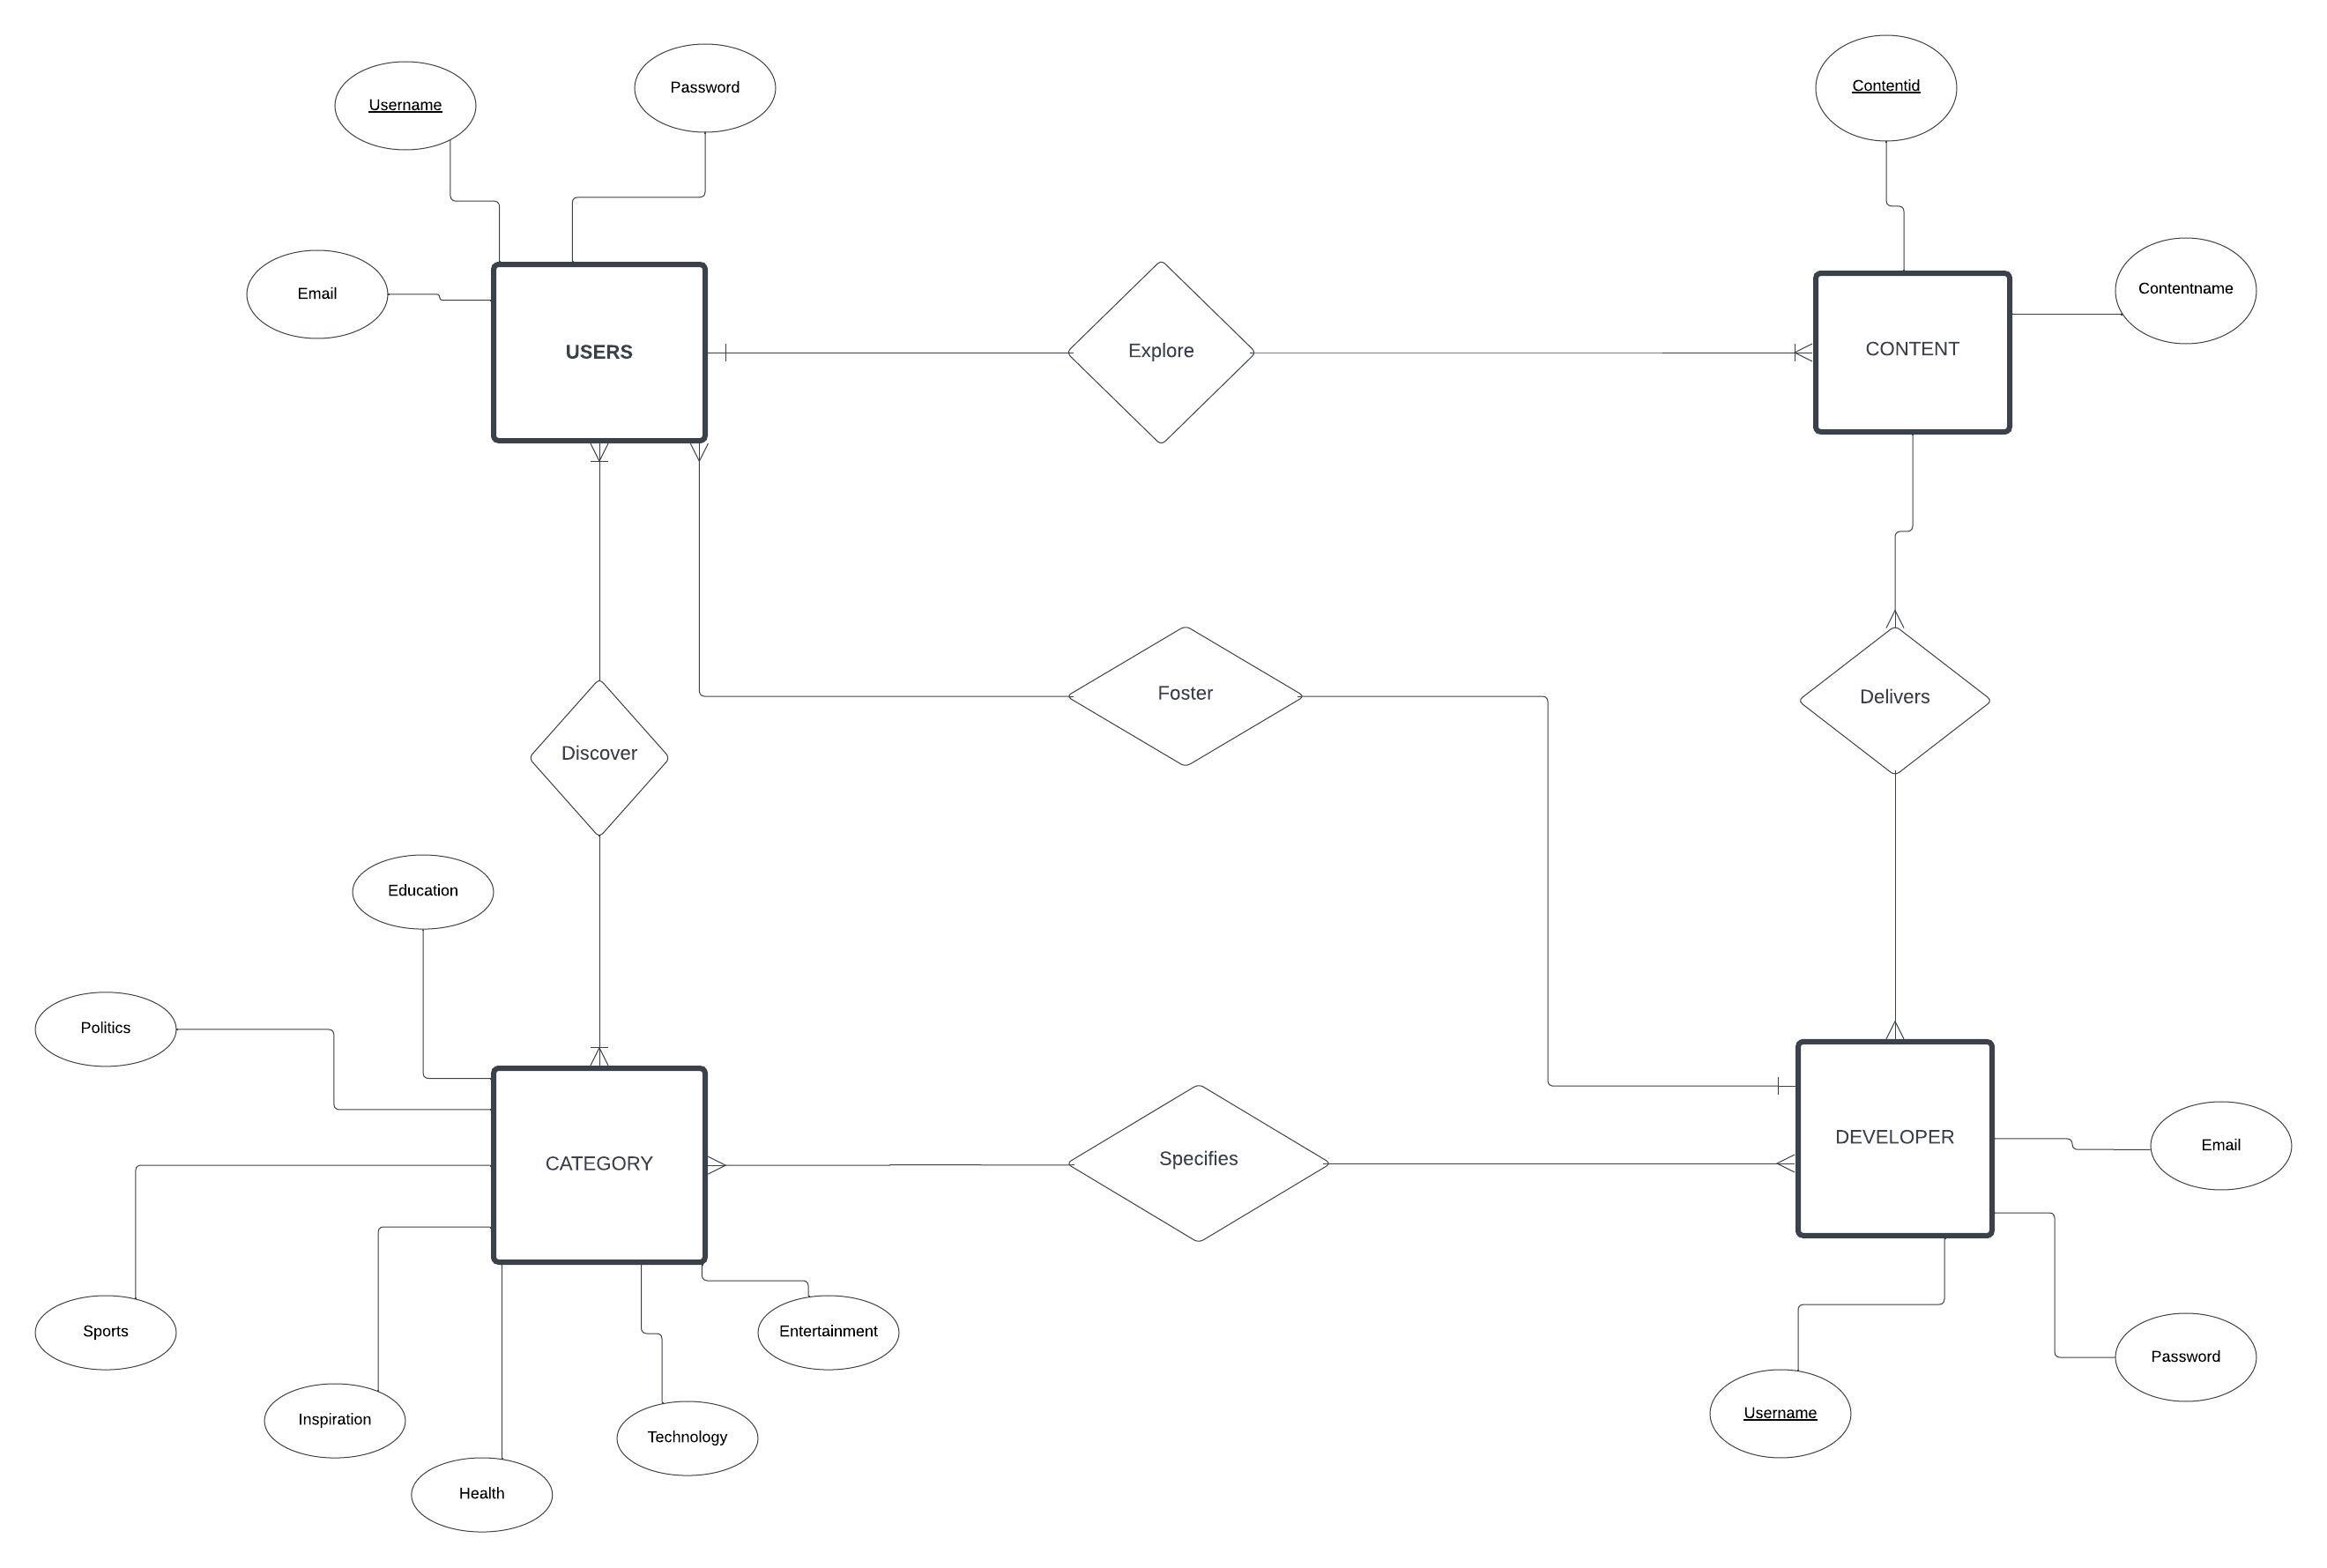 Contentid
Password
Username
Contentname
Email
CONTENT
Explore
USERS
Foster
Delivers
Discover
Education
Politics
DEVELOPER
Email
Specifies
CATEGORY
Sports
Entertainment
Password
Username
Inspiration
Technology
Health